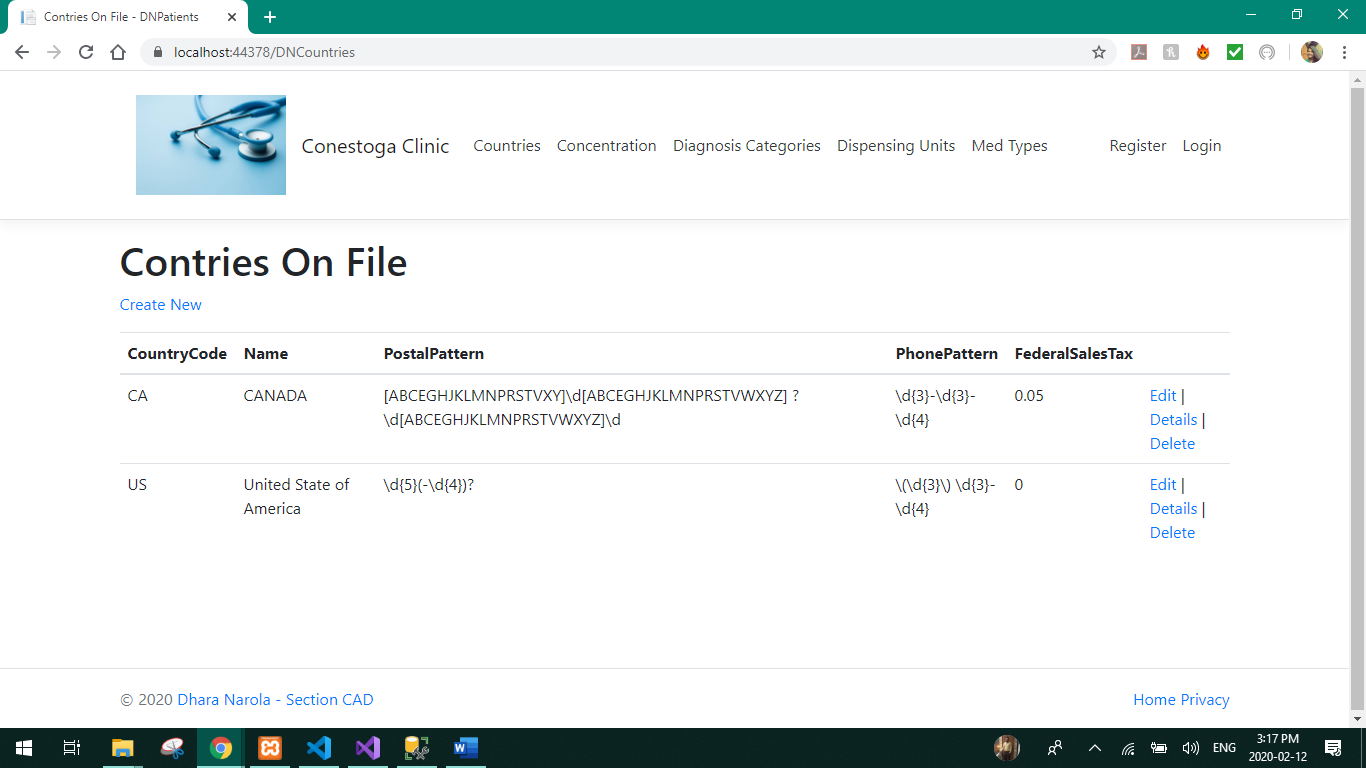 Contries On File - DNPatients
localhost:44378/DNCountries
Conestoga Clinic Countries Concentration Diagnosis Categories Dispensing Units Med Types Register Login
Contries On File
Create New
CountryCode Name PostalPattern PhonePattern FederalSalesTax
CA CANADA [ABCEGHJKLMNPRSTVXY]\d[ABCEGHJKLMNPRSTVWXYZ] ? \d{3}-\d{3}- 0.05 Edit |
\d[ABCEGHJKLMNPRSTVWXYZ]\d \d{4} Details |
Delete
US United State of \d{5}(-\d{4})? \(\d{3}\) \d{3}- 0 Edit |
America \d{4} Details |
Delete
© 2020 Dhara Narola - Section CAD Home Privacy
ENG 3:17 PM
2020-02-12